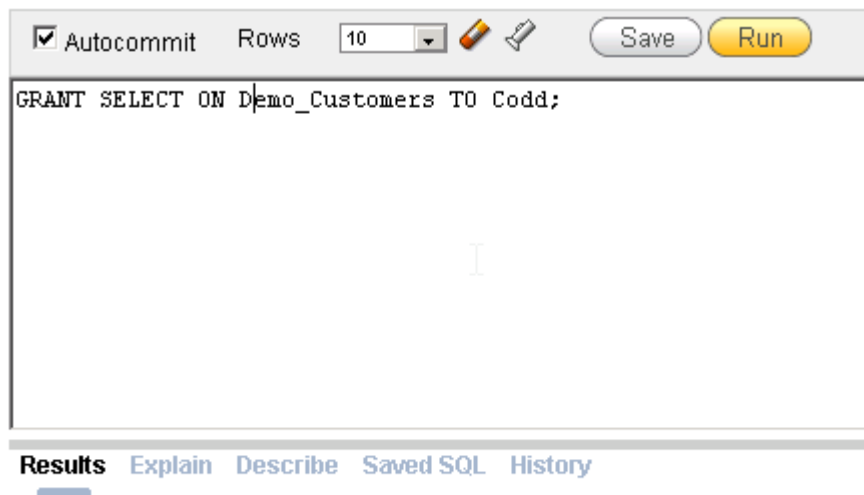 Autocommit Rows 10 Save Run
GRANT SELECT ON Demo_Customers TO Codd;
Results Explain Describe Saved SQL History